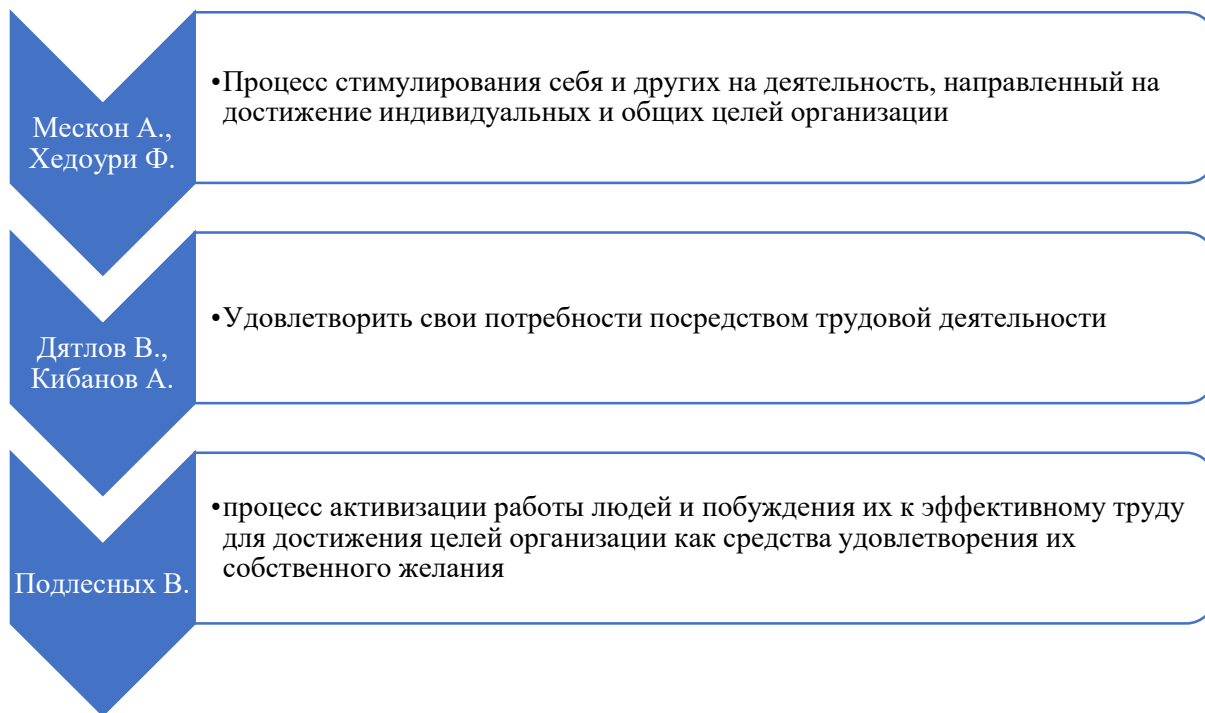 Мескон А.,
Хедоури Ф.
•Процесс стимулирования себя и других на деятельность, направленный на
достижение индивидуальных и общих целей организации
Дятлов В.,
Кибанов А.
•Удовлетворить свои потребности посредством трудовой деятельности
Подлесных В.
•процесс активизации работы людей и побуждения их к эффективному труду
для достижения целей организации как средства удовлетворения их
собственного желания